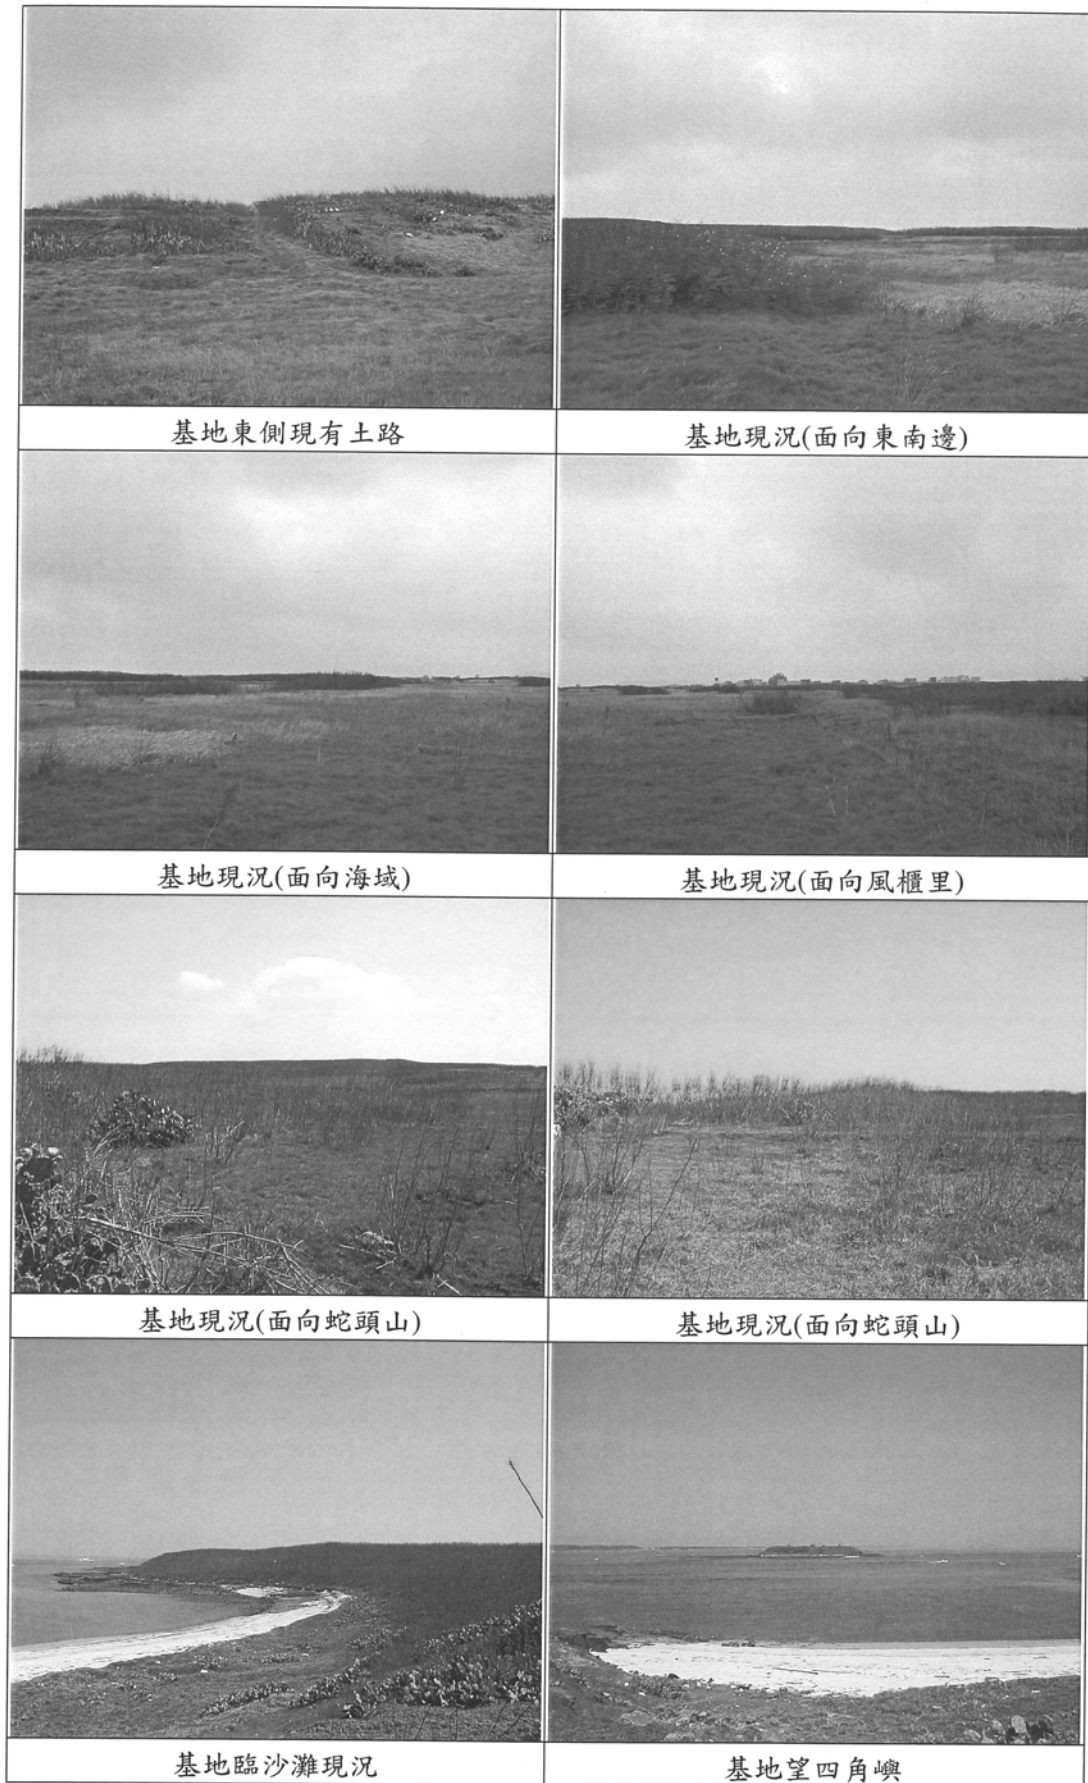 基地東側現有土路
基地現況(面向東南邊)
基地現況(面向海域)
基地現況(面向風櫃里)
基地現況(面向蛇頭山)
基地現況(面向蛇頭山)
基地臨沙灘現況
基地望四角嶼